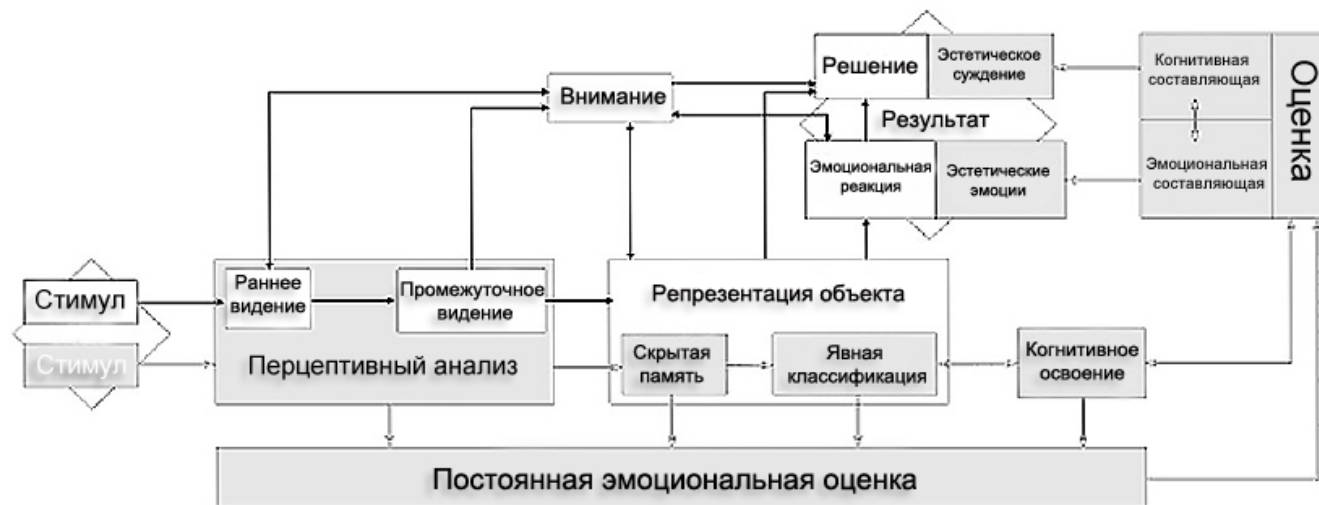 Решение
Эстетическое
суждение
Когнитивная
составляющая
Оценка
Внимание
Результат
Эмоциональная
реакция
Эстетические
эмоции
Эмоциональная
составляющая
Стимул
Раннее
видение
Промежуточное
видение
Репрезентация объекта
Стимул
Перцептивный анализ
Скрытая
память
Явная
классификация
Когнитивное
освоение
Постоянная эмоциональная оценка